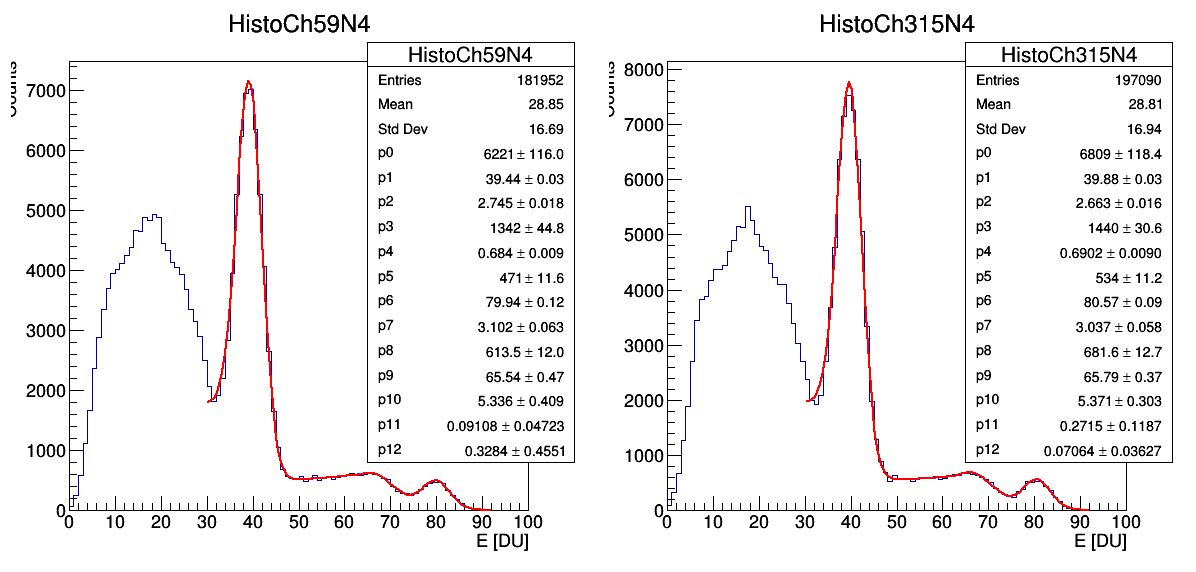 HistoCh59N4
HistoCh59N4
Entries 181952
Mean 28.85
Std Dev 16.69
p0 6221 ± 116.0
p1 39.44 ± 0.03
p2 2.745 ± 0.018
p3 1342 ± 44.8
p4 0.684 ± 0.009
p5 471 ± 11.6
p6 79.94 ± 0.12
p7 3.102 ± 0.063
p8 613.5 ± 12.0
p9 65.54 ± 0.47
p10 5.336 ± 0.409
p11 0.09108 ± 0.04723
p12 0.3284 ± 0.4551
7000
6000
5000
4000
3000
2000
1000
0
0 10 20 30 40 50 60 70 80 90 100
E [DU]
HistoCh315N4
HistoCh315N4
Entries 197090
Mean 28.81
Std Dev 16.94
p0 6809 ± 118.4
p1 39.88 ± 0.03
p2 2.663 ± 0.016
p3 1440 ± 30.6
p4 0.6902 ± 0.0090
p5 534 ± 11.2
p6 80.57 ± 0.09
p7 3.037 ± 0.058
p8 681.6 ± 12.7
p9 65.79 ± 0.37
p10 5.371 ± 0.303
p11 0.2715 ± 0.1187
p12 0.07064 ± 0.03627
8000
7000
6000
5000
4000
3000
2000
1000
0
0 10 20 30 40 50 60 70 80 90 100
E [DU]